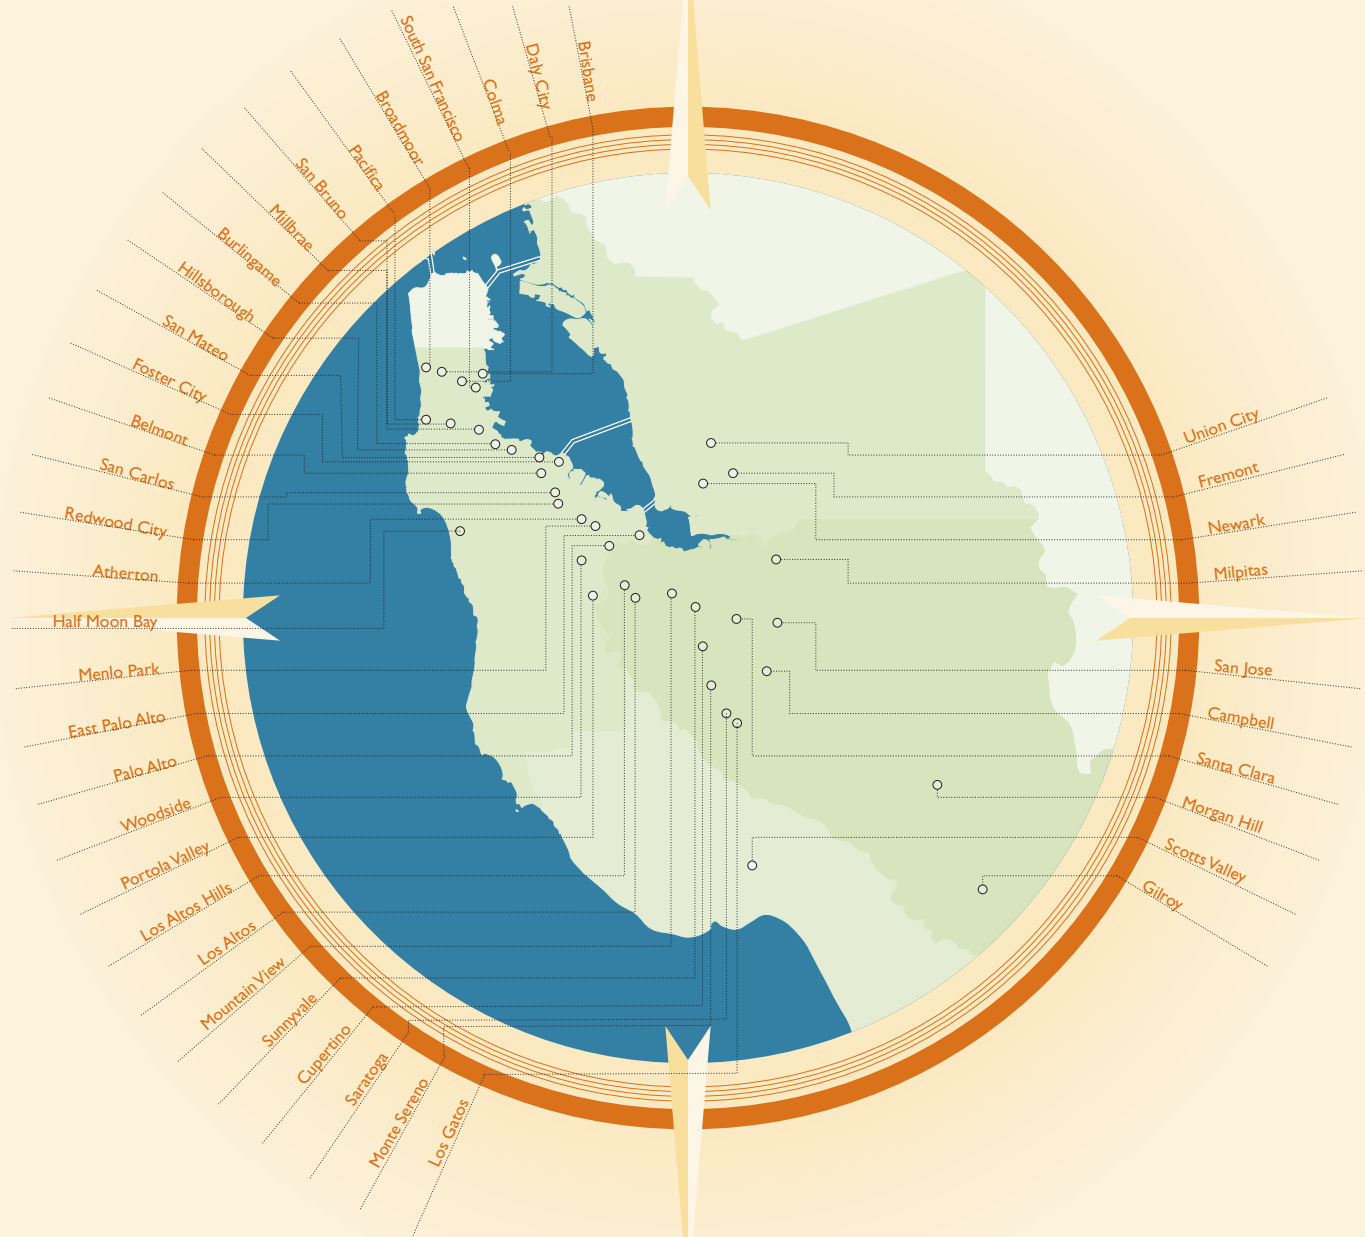 Brisbane
Daly City
Colma
South San Francisco
Broadmoor
Pacifica
San Bruno
Millbrae
Burlingame
Hillsborough
San Mateo
Foster City
Belmont
San Carlos
Redwood City
Atherton
Half Moon Bay
Menlo Park
East Palo Alto
Palo Alto
Woodside
Portola Valley
Los Altos Hills
Los Altos
Mountain View
Sunnyvale
Cupertino
Saratoga
Monte Sereno
Los Gatos
Union City
Fremont
Newark
Milpitas
San Jose
Campbell
Santa Clara
Morgan Hill
Scotts Valley
Gilroy